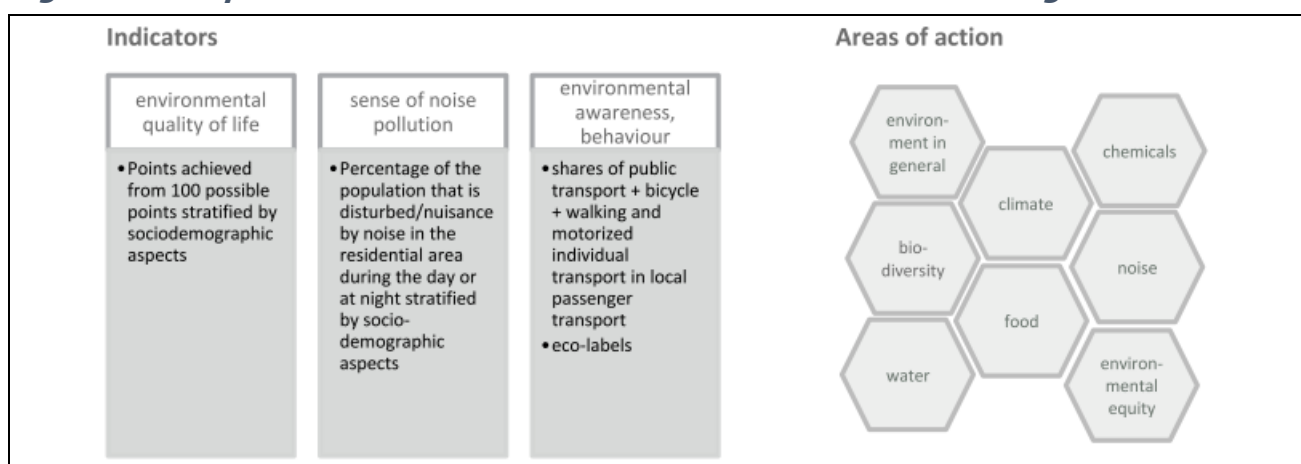 Indicators
environmental
quality of life
• Points achieved
from 100 possible
points stratified by
sociodemographic
aspects
sense of noise
pollution
• Percentage of the
population that is
disturbed/nuisance
by noise in the
residential area
during the day or
at night stratified
by socio-
demographic
aspects
environmental
awareness,
behaviour
• shares of public
transport + bicycle
+ walking and
motorized
individual
transport in local
passenger
transport
• eco-labels
Areas of action
environ-
ment in
general
chemicals
climate
bio-
diversity
noise
food
water
environ-
mental
equity